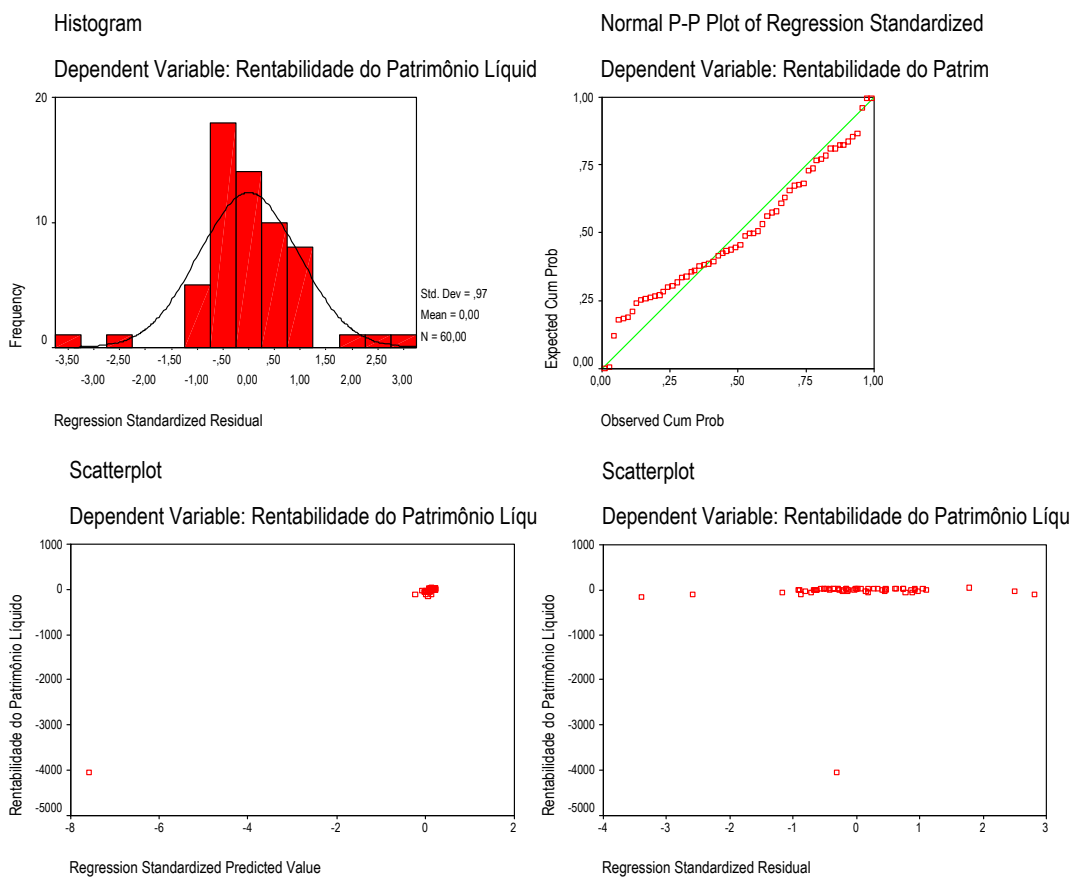 Histogram
Dependent Variable: Rentabilidade do Patrimônio Líquid
Frequency
20
10
0
-3,50
-2,50
-1,50
-,50
,50
1,50
2,50
-3,00
-2,00
-1,00
0,00
1,00
2,00
3,00
Std. Dev = ,97
Mean = 0,00
N = 60,00
Regression Standardized Residual
Normal P-P Plot of Regression Standardized
Dependent Variable: Rentabilidade do Patrim
Expected Cum Prob
1,00
,75
,50
,25
0,00
0,00
,25
,50
,75
1,00
Observed Cum Prob
Scatterplot
Dependent Variable: Rentabilidade do Patrimônio Líqu
Rentabilidade do Patrimônio Líquido
1000
0
-1000
-2000
-3000
-4000
-5000
-8
-6
-4
-2
0
2
Regression Standardized Predicted Value
Scatterplot
Dependent Variable: Rentabilidade do Patrimônio Líqu
Rentabilidade do Patrimônio Líquido
1000
0
-1000
-2000
-3000
-4000
-5000
-4
-3
-2
-1
0
1
2
3
Regression Standardized Residual